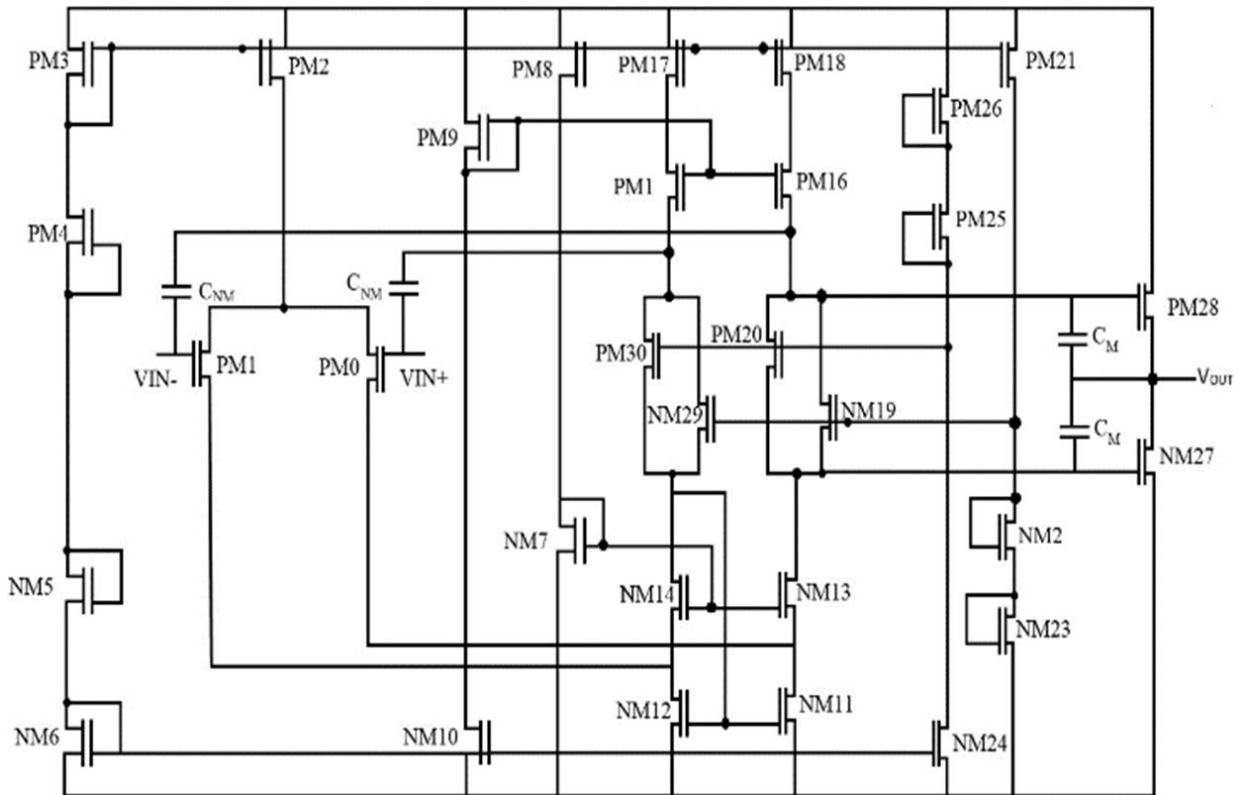 PM3
PM2
PM8
PM17
PM18
PM21
PM26
PM9
PM1
PM16
PM4
PM25
CNM
CNM
PM28
PM30
PM20
CM
PM1
PM0
VIN-
VIN+
VOUT
NM29
NM19
CM
NM27
NM7
NM2
NM5
NM14
NM13
NM23
NM12
NM11
NM6
NM10
NM24